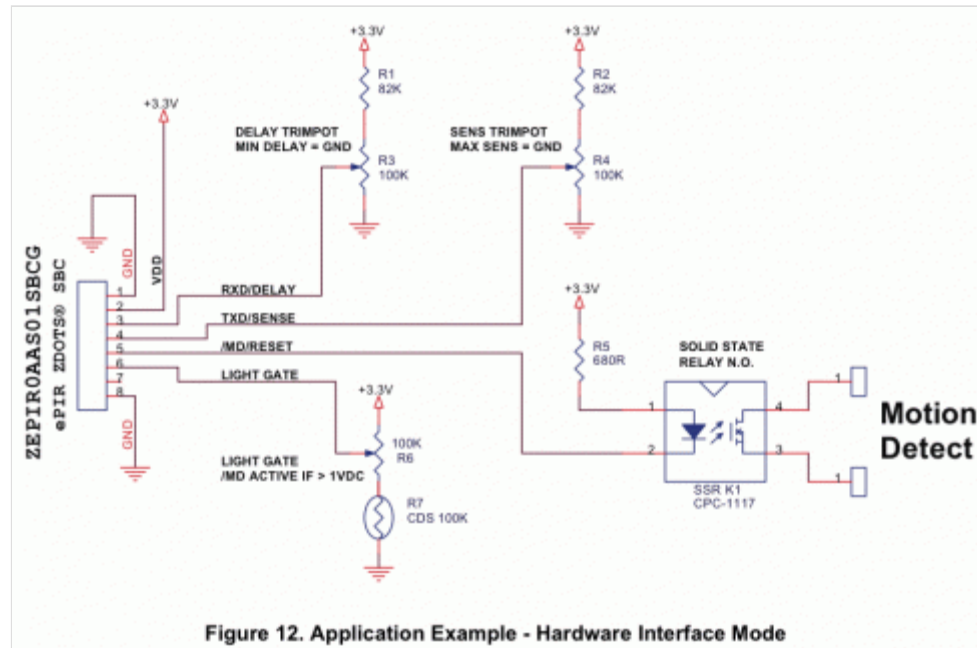 +3.3V
R1
82K
DELAY TRIMPOT
MIN DELAY = GND
R3
100K
+3.3V
R2
82K
SENS TRIMPOT
MAX SENS = GND
R4
100K
+3.3V
GND
VDD
ZEPIR0AAS01SBCG
ePIR ZDOTS® SBC
1
2
3
4
5
6
7
8
GND
RXD/DELAY
TXD/SENSE
/MD/RESET
LIGHT GATE
+3.3V
100K
R6
LIGHT GATE
/MD ACTIVE IF > 1VDC
R7
CDS 100K
+3.3V
R5
680R
SOLID STATE
RELAY N.O.
1
2
4
3
SSR K1
CPC-1117
1
1
Motion
Detect
Figure 12. Application Example - Hardware Interface Mode